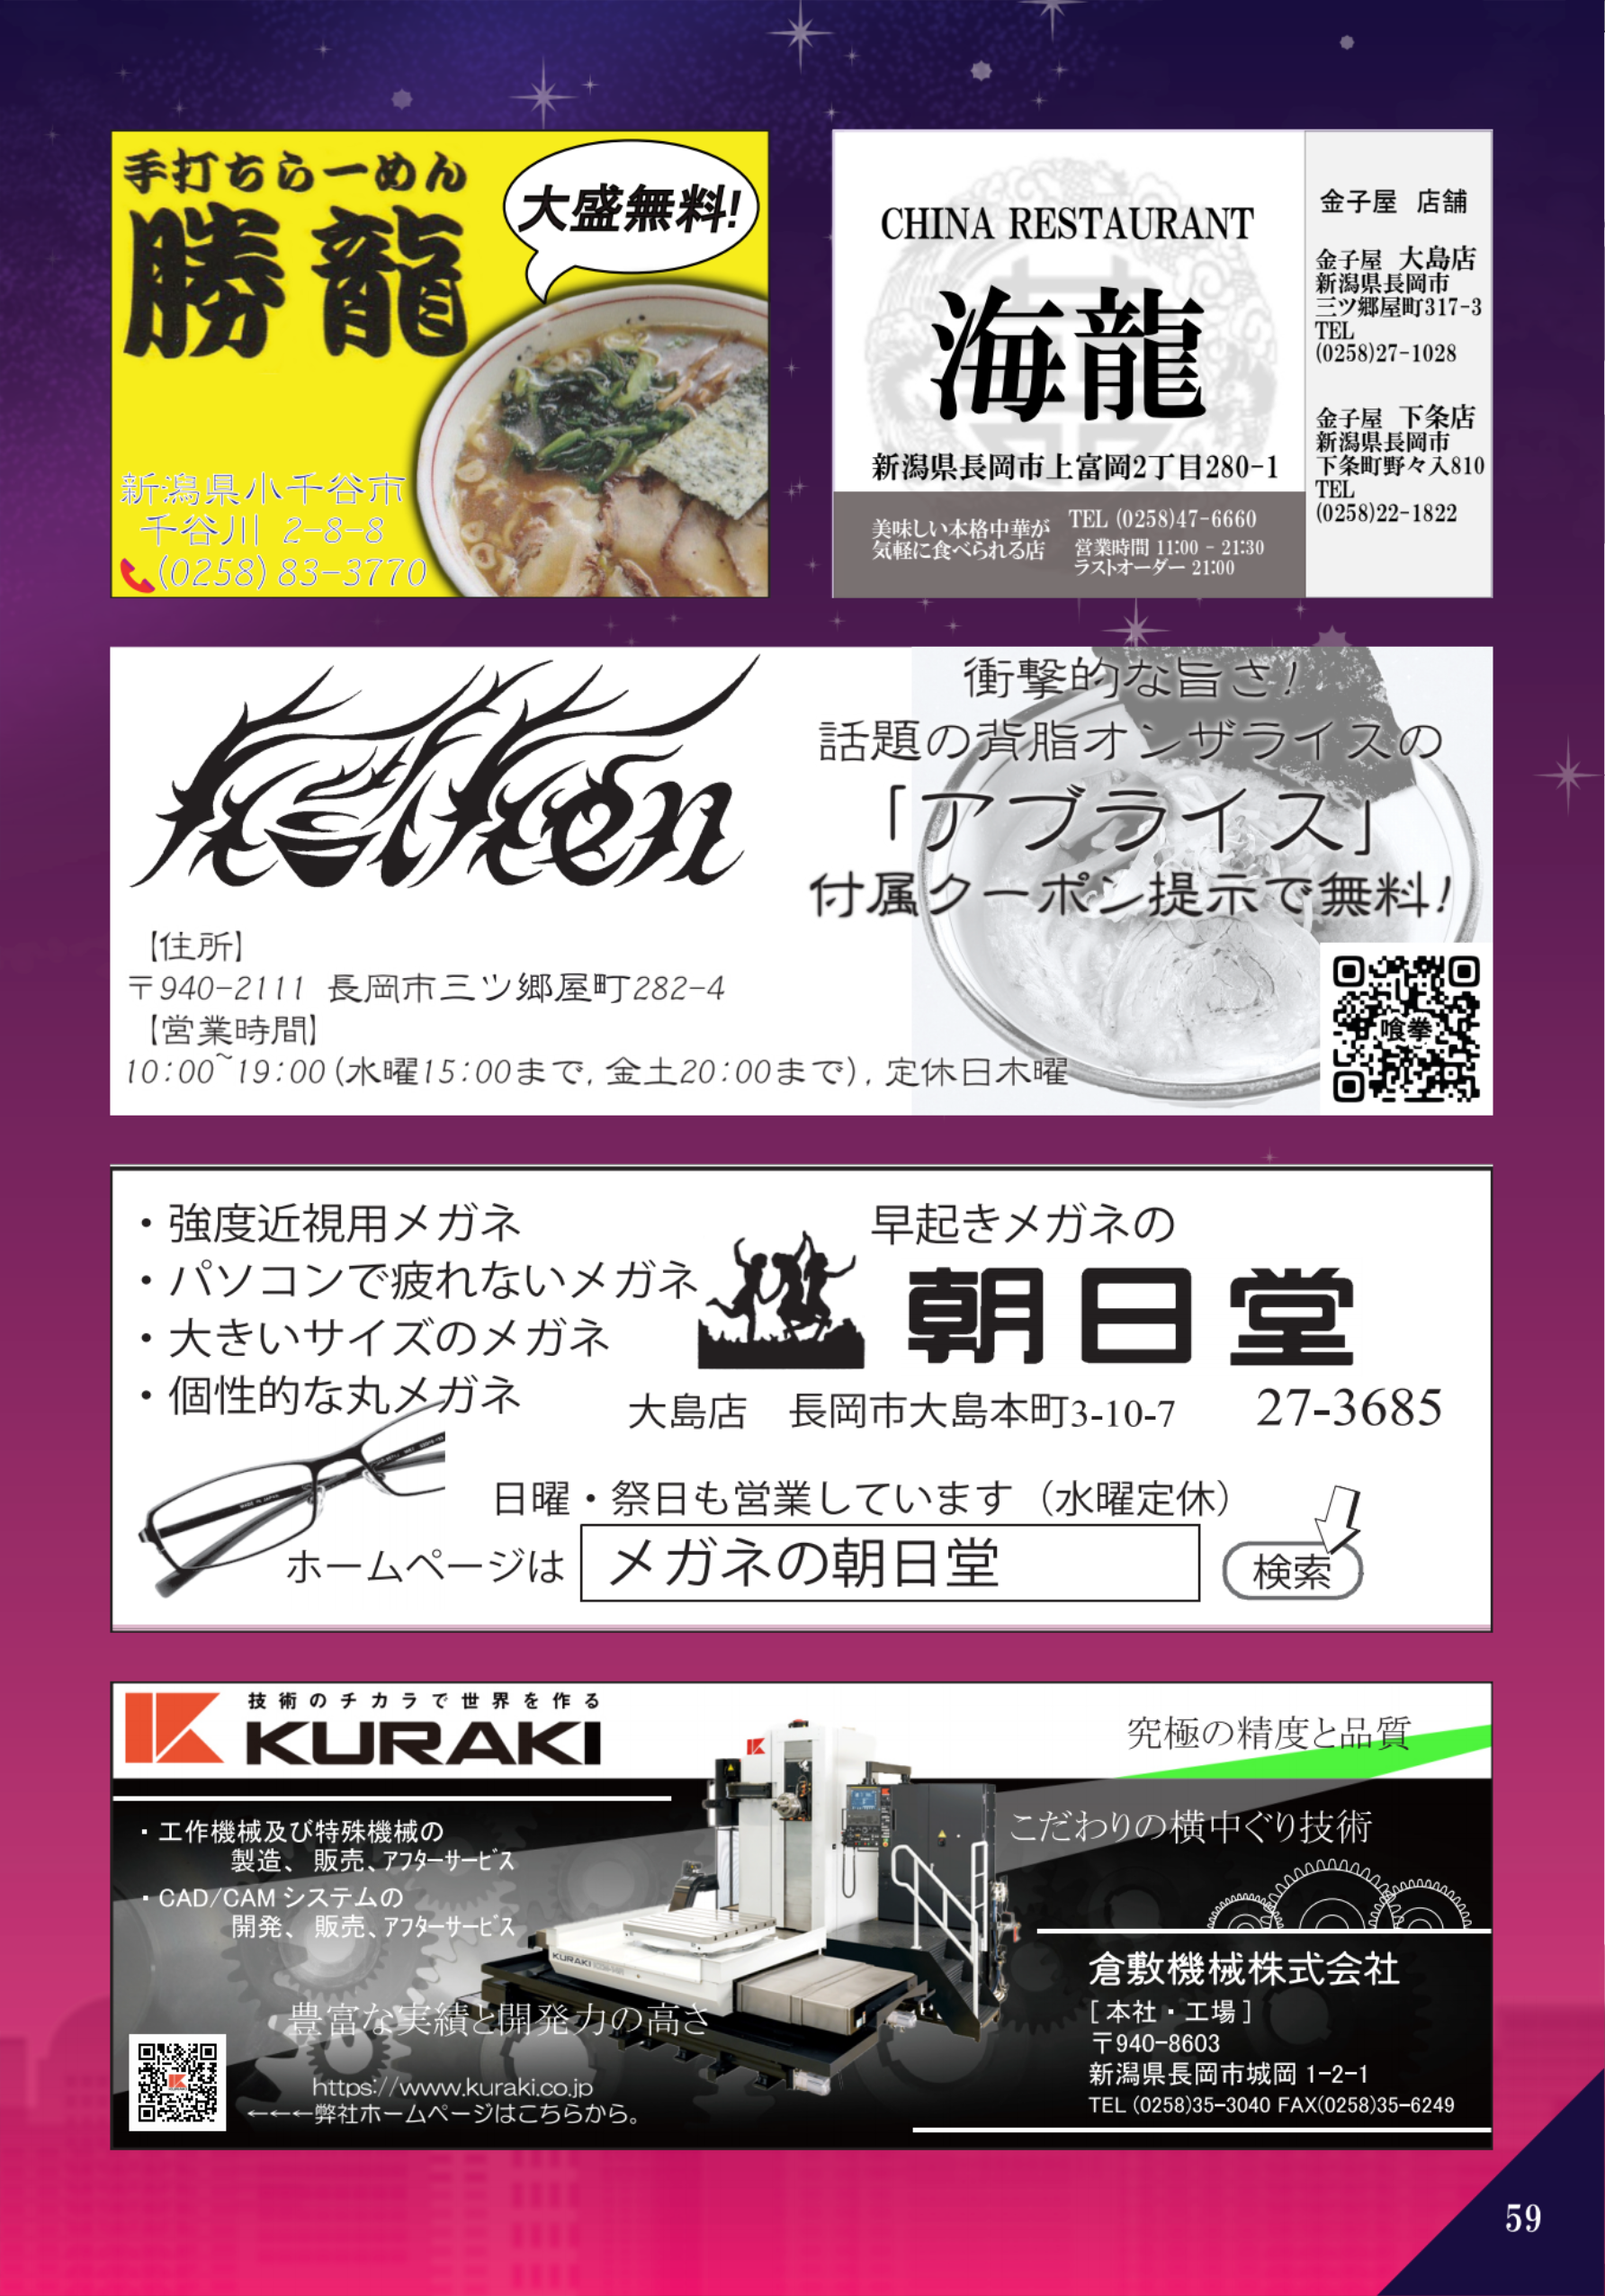 手打ちらーめん
勝龍
大盛無料!
新潟県小千谷市
千谷川 2-8-8
(0258) 83-3770
CHINA RESTAURANT
海龍
新潟県長岡市上富岡2丁目280-1
美味しい本格中華が
気軽に食べられる店
TEL (0258)47-6660
営業時間 11:00 - 21:30
ラストオーダー 21:00
金子屋 店舗
金子屋 大島店
新潟県長岡市
三ツ郷屋町317-3
TEL
(0258)27-1028
金子屋 下条店
新潟県長岡市
下条町野々入810
TEL
(0258)22-1822
衝撃的な旨さ!
話題の背脂オンザライスの
「アブライス」
付属クーポン提示で無料!
【住所】
〒940-2111 長岡市三ツ郷屋町282-4
【営業時間】
10:00~19:00(水曜15:00まで, 金土20:00まで), 定休日木曜
喰拳
・強度近視用メガネ
・パソコンで疲れないメガネ
・大きいサイズのメガネ
・個性的な丸メガネ
早起きメガネの
朝日堂
大島店 長岡市大島本町3-10-7 27-3685
日曜・祭日も営業しています（水曜定休）
ホームページは メガネの朝日堂 検索
技術のチカラで世界を作る
KURAKI
究極の精度と品質
・工作機械及び特殊機械の
製造、販売、アフターサービス
・CAD/CAM システムの
開発、販売、アフターサービス
こだわりの横中ぐり技術
KURAKI
豊富な実績と開発力の高さ
https://www.kuraki.co.jp
←←←弊社ホームページはこちらから。
倉敷機械株式会社
[ 本社・工場 ]
〒940-8603
新潟県長岡市城岡 1-2-1
TEL (0258)35-3040 FAX(0258)35-6249
59